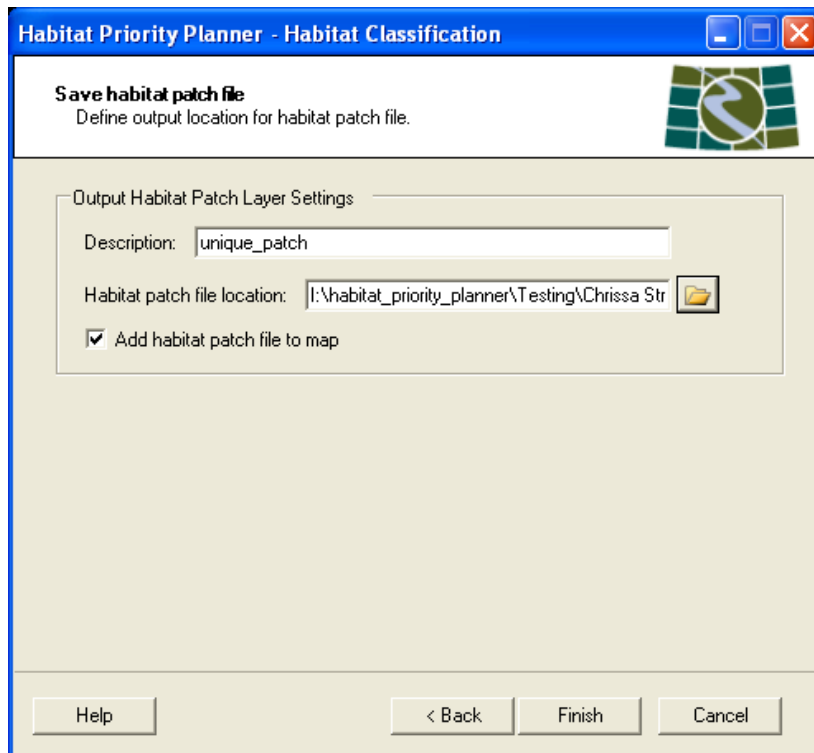 Habitat Priority Planner - Habitat Classification
Save habitat patch file
Define output location for habitat patch file.
Output Habitat Patch Layer Settings
Description: unique_patch
Habitat patch file location: I:\habitat_priority_planner\Testing\Chrissa Str
Add habitat patch file to map
Help < Back Finish Cancel